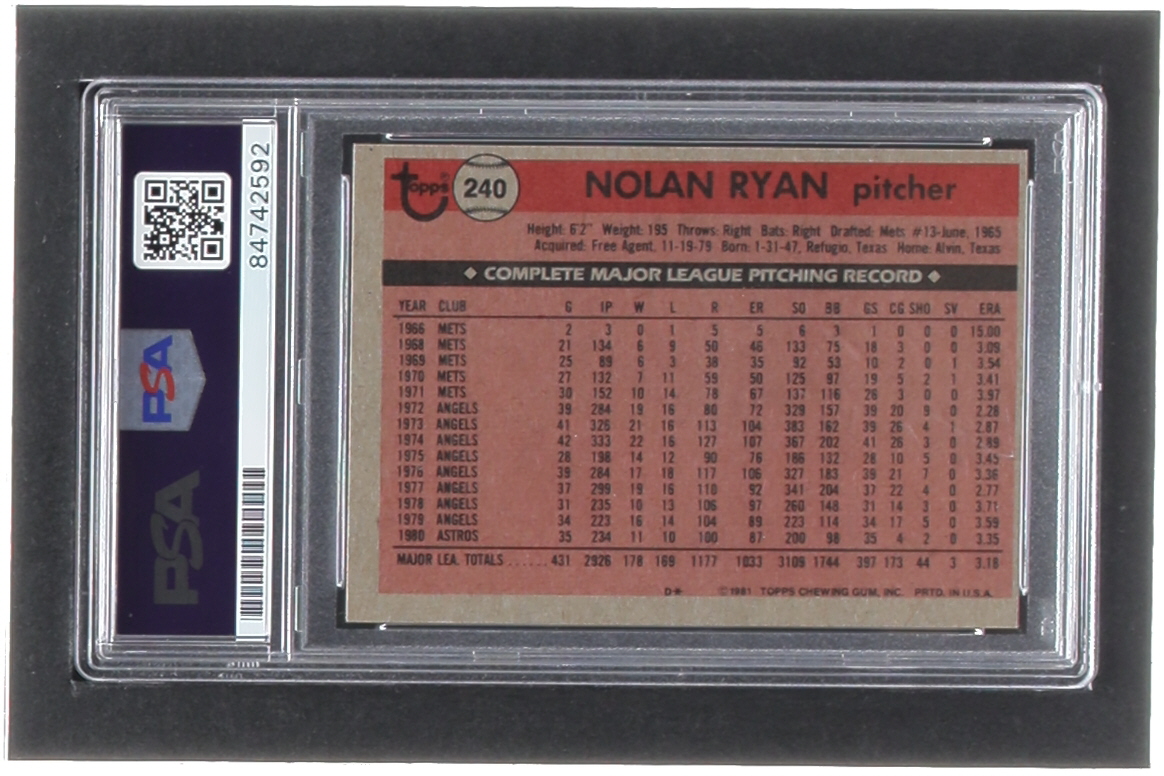 84742592
PSA
PSA
topps® 240 NOLAN RYAN pitcher
Height: 6'2" Weight: 195 Throws: Right Bats: Right Drafted: Mets #13-June, 1965
Acquired: Free Agent, 11-19-79 Born: 1-31-47, Refugio, Texas Home: Alvin, Texas
◆ COMPLETE MAJOR LEAGUE PITCHING RECORD ◆
YEAR CLUB G IP W L R ER SO BB GS CG SHO SV ERA
1966 METS 2 3 0 1 5 5 6 3 1 0 0 0 15.00
1968 METS 21 134 6 9 50 46 133 75 18 3 0 0 3.09
1969 METS 25 89 6 3 38 35 92 53 10 2 0 1 3.54
1970 METS 27 132 7 11 59 50 125 97 19 5 2 1 3.41
1971 METS 30 152 10 14 78 67 137 116 26 3 0 0 3.97
1972 ANGELS 39 284 19 16 80 72 329 157 39 20 9 0 2.28
1973 ANGELS 41 326 21 16 113 104 383 162 39 26 4 1 2.87
1974 ANGELS 42 333 22 16 127 107 367 202 41 26 3 0 2.89
1975 ANGELS 28 198 14 12 90 76 186 132 28 10 5 0 3.45
1976 ANGELS 39 284 17 18 117 106 327 183 39 21 7 0 3.36
1977 ANGELS 37 299 19 16 110 92 341 204 37 22 4 0 2.77
1978 ANGELS 31 235 10 13 106 97 260 148 31 14 3 0 3.71
1979 ANGELS 34 223 16 14 104 89 223 114 34 17 5 0 3.59
1980 ASTROS 35 234 11 10 100 87 200 98 35 4 2 0 3.35
MAJOR LEA. TOTALS ...... 431 2926 178 169 1177 1033 3109 1744 397 173 44 3 3.18
D* ©1981 TOPPS CHEWING GUM, INC. PRTD. IN U.S.A.